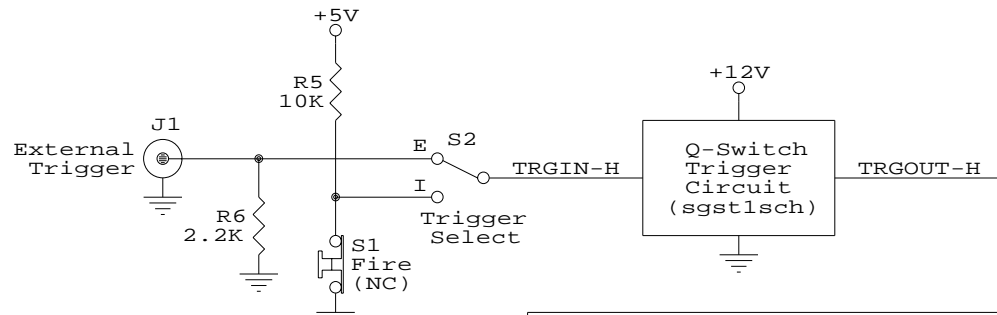 +5V
R5
10K
+12V
J1
External
Trigger
E
S2
TRGIN-H
Q-Switch
Trigger
Circuit
(sgst1sch)
TRGOUT-H
I
Trigger
Select
R6
2.2K
S1
Fire
(NC)